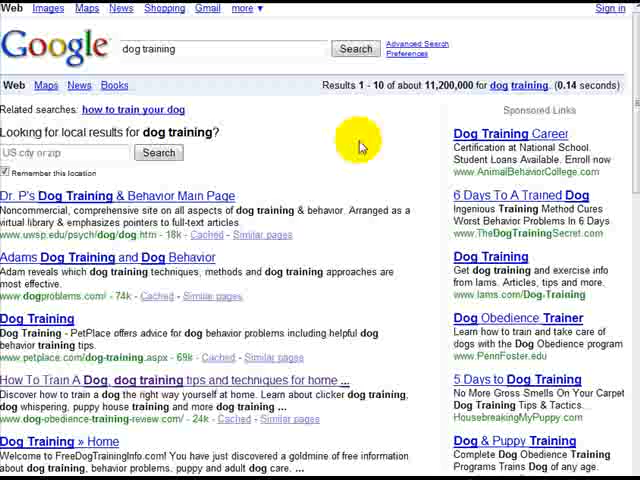 Web Images Maps News Shopping Gmail more ▼ Sign in
Google
dog training
Search
Advanced Search
Preferences
Web Maps News Books
Results 1 - 10 of about 11,200,000 for dog training. (0.14 seconds)
Related searches: how to train your dog
Looking for local results for dog training?
US city or zip
Search
Remember this location
Dr. P's Dog Training & Behavior Main Page
Noncommercial, comprehensive site on all aspects of dog training & behavior. Arranged as a
virtual library & emphasizes pointers to full-text articles.
www.uwsp.edu/psych/dog/dog.htm - 18k - Cached - Similar pages
Adams Dog Training and Dog Behavior
Adam reveals which dog training techniques, methods and dog training approaches are
most effective.
www.dogproblems.com/ - 74k - Cached - Similar pages
Dog Training
Dog Training - PetPlace offers advice for dog behavior problems including helpful dog
behavior training tips.
www.petplace.com/dog-training.aspx - 69k - Cached - Similar pages
How To Train A Dog, dog training tips and techniques for home ...
Discover how to train a dog the right way yourself at home. Learn about clicker dog training,
dog whispering, puppy house training and more dog training ...
www.dog-obedience-training-review.com/ - 24k - Cached - Similar pages
Dog Training » Home
Welcome to FreeDogTrainingInfo.com! You have just discovered a goldmine of free information
about dog training, behavior problems, puppy and adult dog care. ...
Sponsored Links
Dog Training Career
Certification at National School.
Student Loans Available. Enroll now
www.AnimalBehaviorCollege.com
6 Days To A Trained Dog
Ingenious Training Method Cures
Worst Behavior Problems In 6 Days
www.TheDogTrainingSecret.com
Dog Training
Get dog training and exercise info
from Iams. Articles, tips and more.
www.Iams.com/Dog-Training
Dog Obedience Trainer
Learn how to train and take care of
dogs with the Dog Obedience program
www.PennFoster.edu
5 Days to Dog Training
No More Gross Smells On Your Carpet
Dog Training Tips & Tactics...
HousebreakingMyPuppy.com
Dog & Puppy Training
Complete Dog Obedience Training
Programs Trains Dog of any Age.